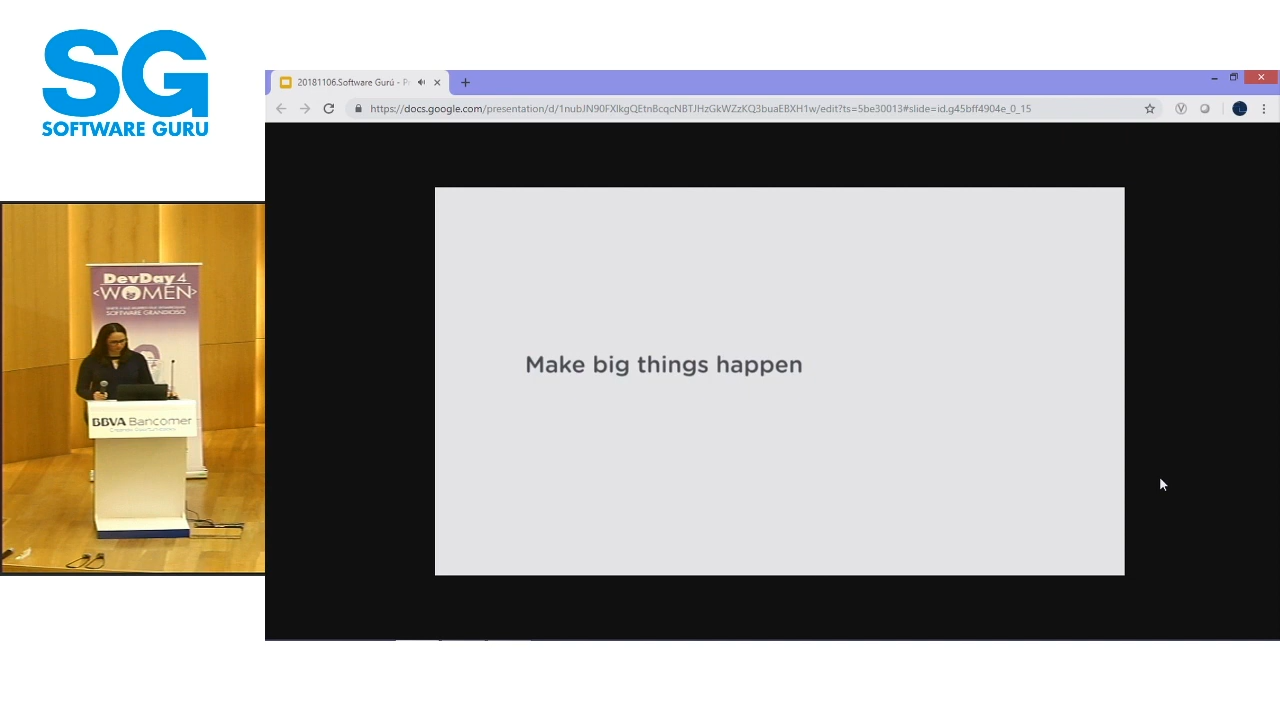 SG
SOFTWARE GURU
20181106.Software Gurú - P
https://docs.google.com/presentation/d/1nubJN90FXlkgQEtnBcqcNBTJHzGkWZzKQ3buaEBXH1w/edit?ts=5be30013#slide=id.g45bff4904e_0_15
Make big things happen
DevDay4
<WOMEN>
SOFTWARE GRANDIOSO
BBVA Bancomer